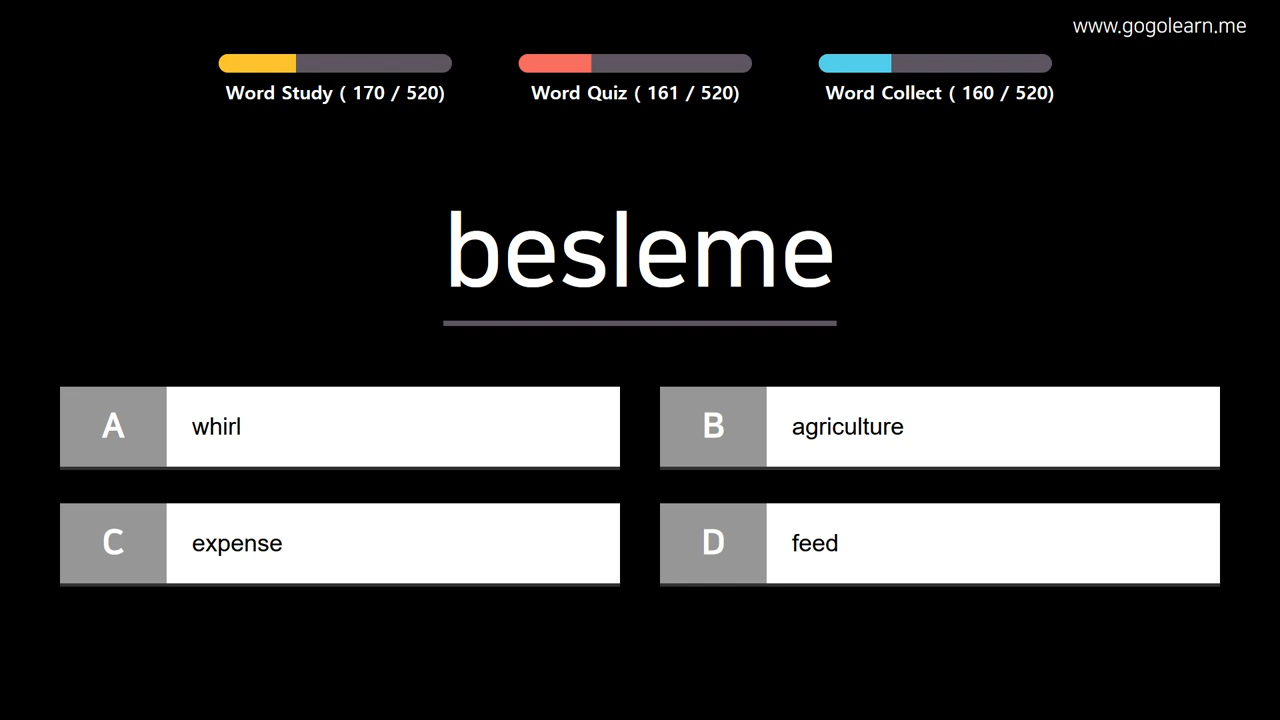 www.gogolearn.me
Word Study ( 170 / 520)
Word Quiz ( 161 / 520)
Word Collect ( 160 / 520)
besleme
A whirl
B agriculture
C expense
D feed